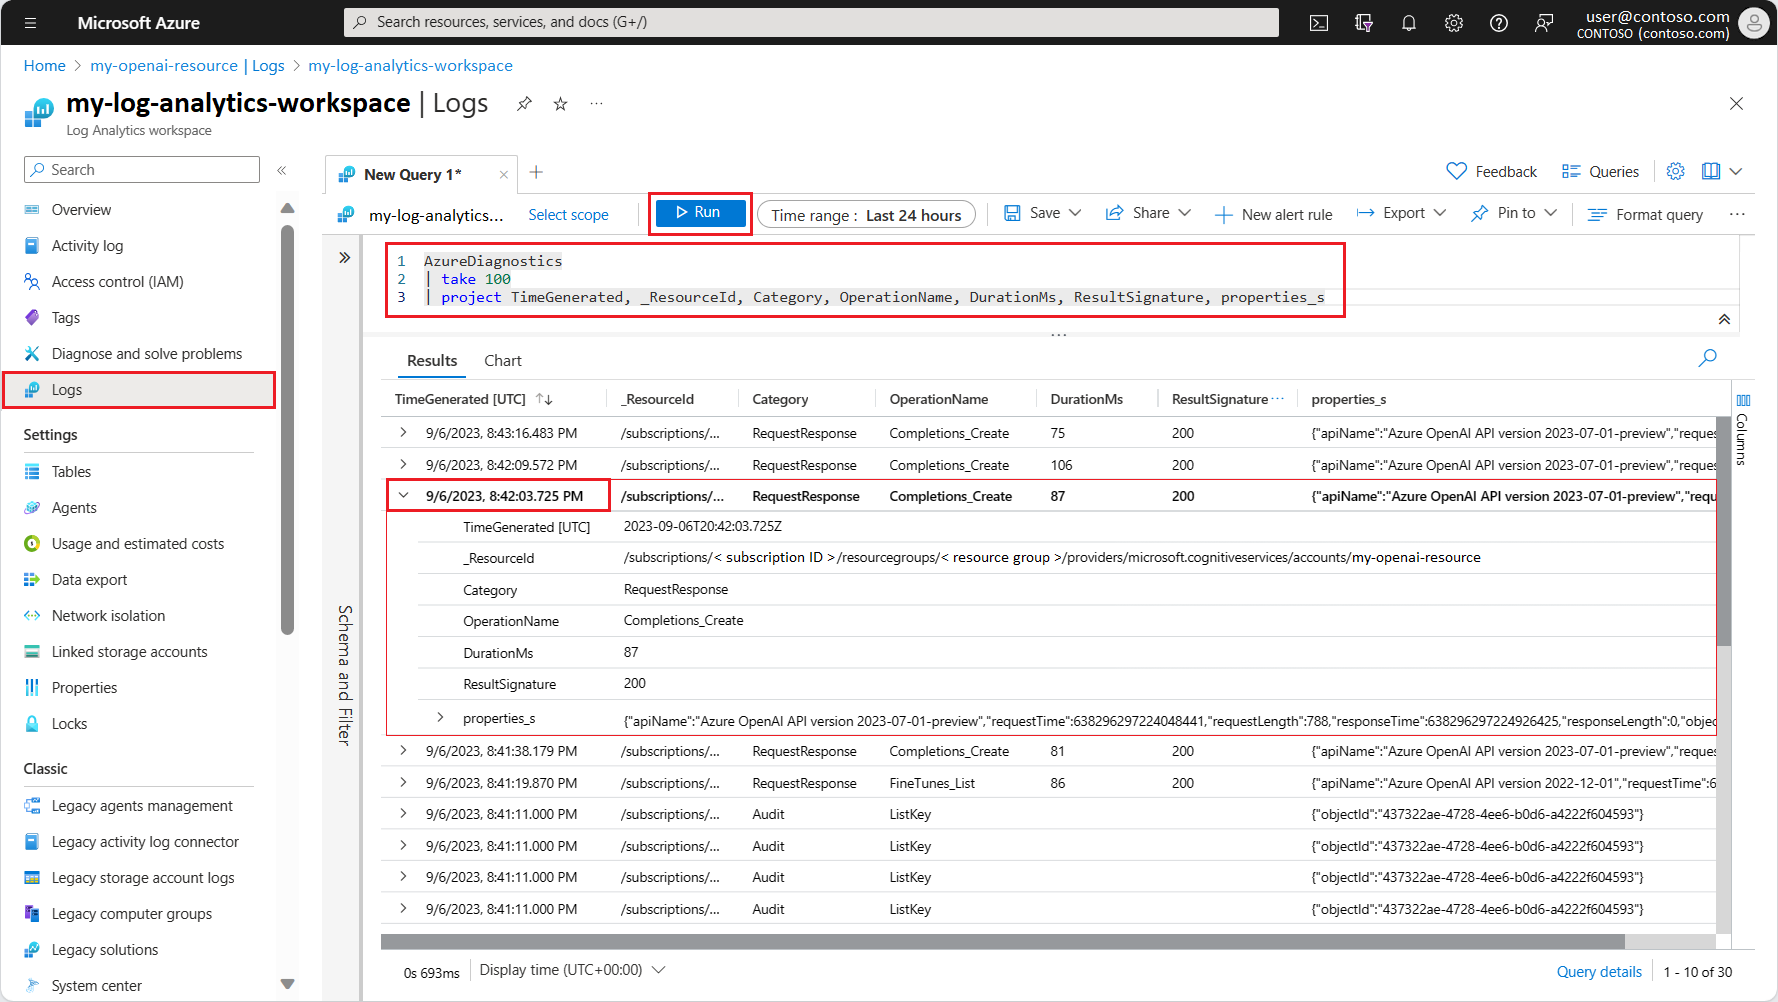 Microsoft Azure
Search resources, services, and docs (G+/)
user@contoso.com
CONTOSO (contoso.com)
Home > my-openai-resource | Logs > my-log-analytics-workspace
my-log-analytics-workspace | Logs ...
Log Analytics workspace
Search
Overview
Activity log
Access control (IAM)
Tags
Diagnose and solve problems
Logs
Settings
Tables
Agents
Usage and estimated costs
Data export
Network isolation
Linked storage accounts
Properties
Locks
Classic
Legacy agents management
Legacy activity log connector
Legacy storage account logs
Legacy computer groups
Legacy solutions
System center
New Query 1*
Feedback Queries
my-log-analytics... Select scope Run Time range : Last 24 hours Save Share New alert rule Export Pin to Format query ...
Schema and Filter
1 AzureDiagnostics
2 | take 100
3 | project TimeGenerated, _ResourceId, Category, OperationName, DurationMs, ResultSignature, properties_s
...
Results Chart
TimeGenerated [UTC] _ResourceId Category OperationName DurationMs ResultSignature ... properties_s
9/6/2023, 8:43:16.483 PM /subscriptions/... RequestResponse Completions_Create 75 200 {"apiName":"Azure OpenAI API version 2023-07-01-preview","reque
9/6/2023, 8:42:09.572 PM /subscriptions/... RequestResponse Completions_Create 106 200 {"apiName":"Azure OpenAI API version 2023-07-01-preview","reque
9/6/2023, 8:42:03.725 PM /subscriptions/... RequestResponse Completions_Create 87 200 {"apiName":"Azure OpenAI API version 2023-07-01-preview","requ
TimeGenerated [UTC] 2023-09-06T20:42:03.725Z
_ResourceId /subscriptions/< subscription ID >/resourcegroups/< resource group >/providers/microsoft.cognitiveservices/accounts/my-openai-resource
Category RequestResponse
OperationName Completions_Create
DurationMs 87
ResultSignature 200
properties_s {"apiName":"Azure OpenAI API version 2023-07-01-preview","requestTime":638296297224048441,"requestLength":788,"responseTime":638296297224926425,"responseLength":0,"objec
9/6/2023, 8:41:38.179 PM /subscriptions/... RequestResponse Completions_Create 81 200 {"apiName":"Azure OpenAI API version 2023-07-01-preview","reque
9/6/2023, 8:41:19.870 PM /subscriptions/... RequestResponse FineTunes_List 86 200 {"apiName":"Azure OpenAI API version 2022-12-01","requestTime":6
9/6/2023, 8:41:11.000 PM /subscriptions/... Audit ListKey {"objectId":"437322ae-4728-4ee6-b0d6-a4222f604593"}
9/6/2023, 8:41:11.000 PM /subscriptions/... Audit ListKey {"objectId":"437322ae-4728-4ee6-b0d6-a4222f604593"}
9/6/2023, 8:41:11.000 PM /subscriptions/... Audit ListKey {"objectId":"437322ae-4728-4ee6-b0d6-a4222f604593"}
9/6/2023, 8:41:11.000 PM /subscriptions/... Audit ListKey {"objectId":"437322ae-4728-4ee6-b0d6-a4222f604593"}
Columns
0s 693ms Display time (UTC+00:00) Query details 1 - 10 of 30